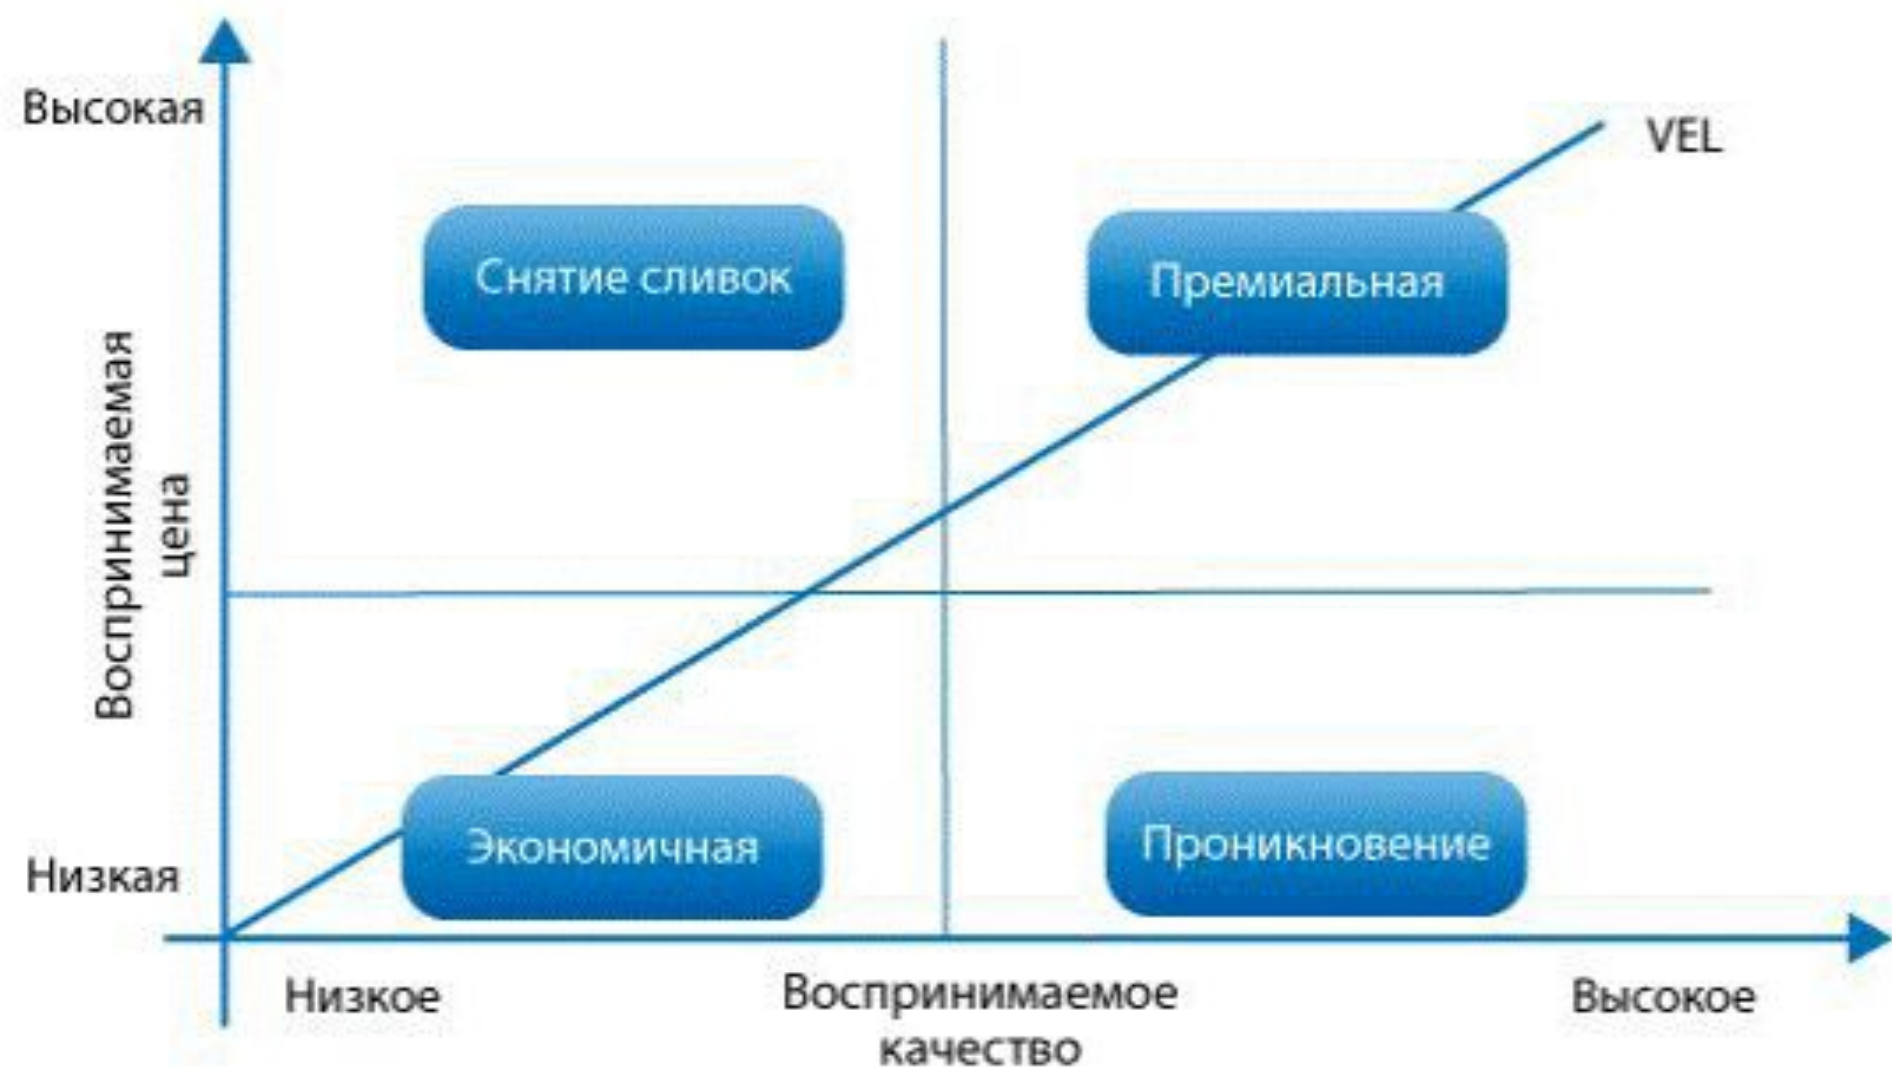 Высокая
VEL
Снятие сливок
Премиальная
Воспринимаемая
цена
Экономичная
Проникновение
Низкая
Низкое
Воспринимаемое
качество
Высокое